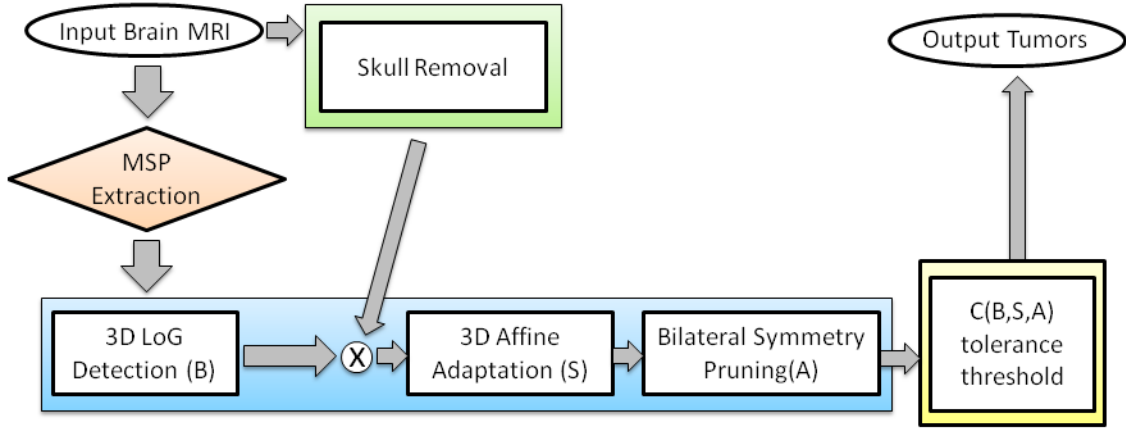 Input Brain MRI
Skull Removal
Output Tumors
MSP
Extraction
3D LoG
Detection (B)
X
3D Affine
Adaptation (S)
Bilateral Symmetry
Pruning(A)
C(B,S,A)
tolerance
threshold